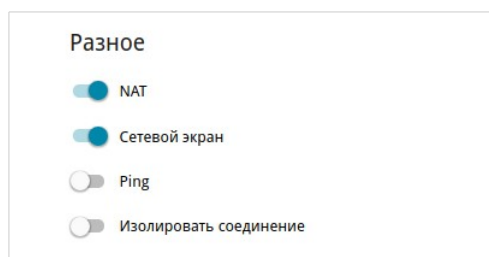 Разное
NAT
Сетевой экран
Ping
Изолировать соединение